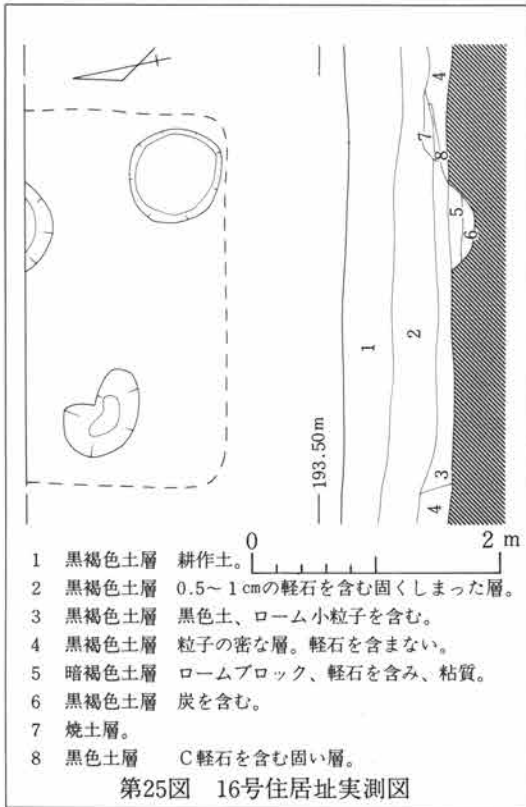 4
7
8
5
6
1
2
193.50m
3
4
0 2 m
1 黒褐色土層 耕作土。
2 黒褐色土層 0.5~1㎝の軽石を含む固くしまった層。
3 黒褐色土層 黒色土、ローム小粒子を含む。
4 黒褐色土層 粒子の密な層。軽石を含まない。
5 暗褐色土層 ロームブロック、軽石を含み、粘質。
6 黒褐色土層 炭を含む。
7 焼土層。
8 黒色土層 C軽石を含む固い層。
第25図 16号住居址実測図